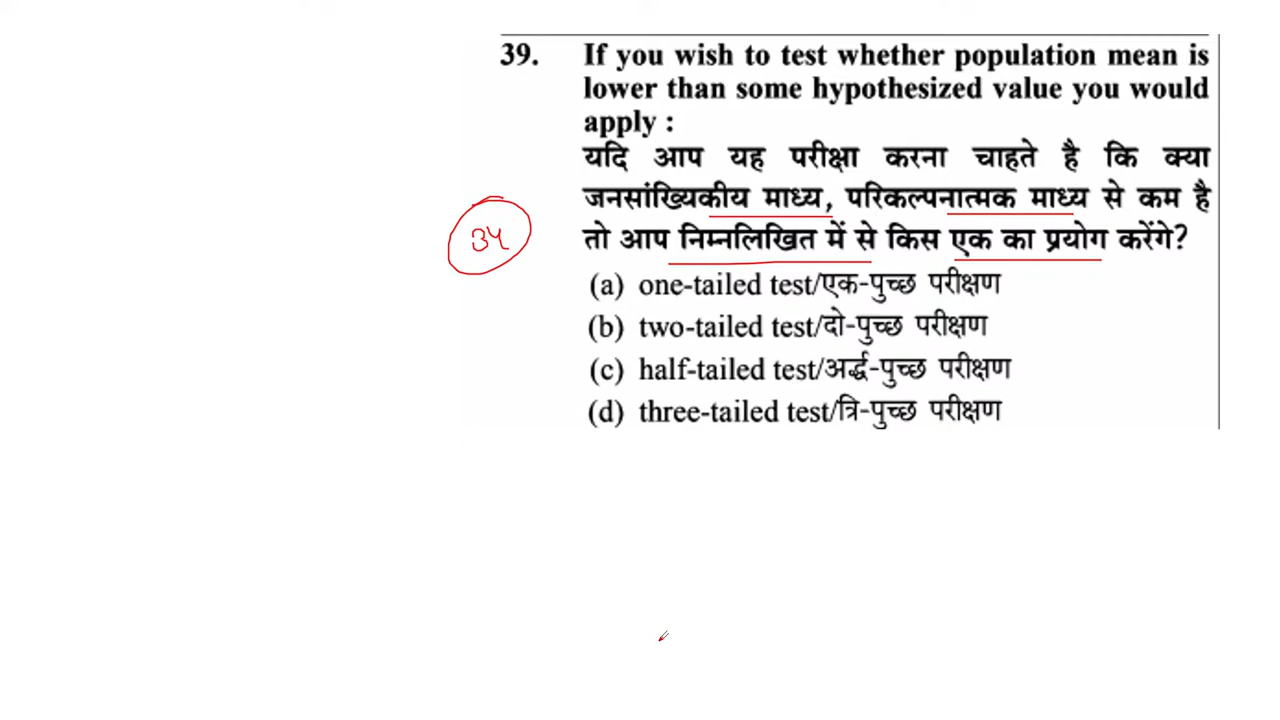 39. If you wish to test whether population mean is
lower than some hypothesized value you would
apply :
यदि आप यह परीक्षा करना चाहते है कि क्या
जनसांख्यिकीय माध्य, परिकल्पनात्मक माध्य से कम है
34
तो आप निम्नलिखित में से किस एक का प्रयोग करेंगे?
(a) one-tailed test/एक-पुच्छ परीक्षण
(b) two-tailed test/दो-पुच्छ परीक्षण
(c) half-tailed test/अर्द्ध-पुच्छ परीक्षण
(d) three-tailed test/त्रि-पुच्छ परीक्षण